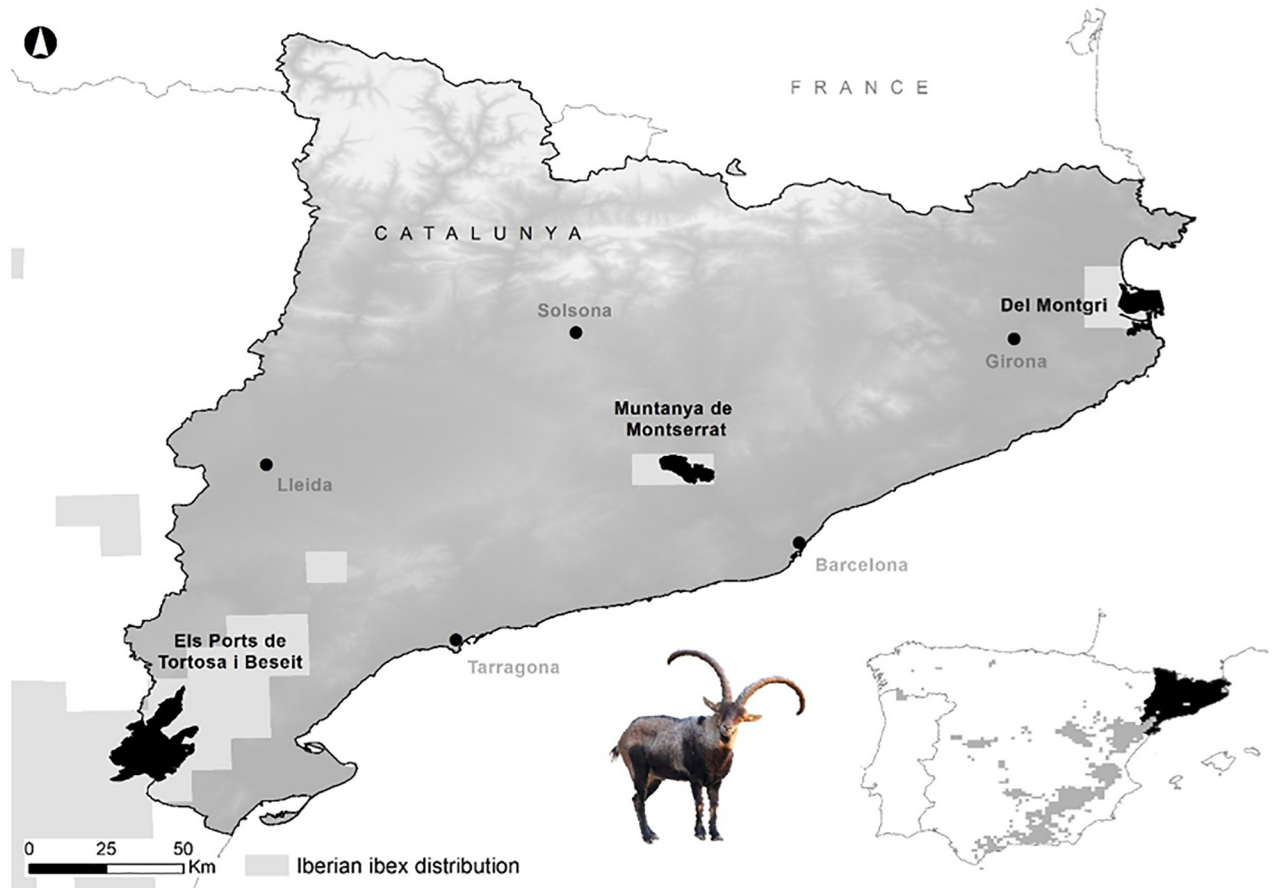 FRANCE
CATALUNYA
Solsona
Del Montgri
Girona
Muntanya de
Montserrat
Lleida
Barcelona
Els Ports de
Tortosa i Beseit
Tarragona
0 25 50
Km
Iberian ibex distribution